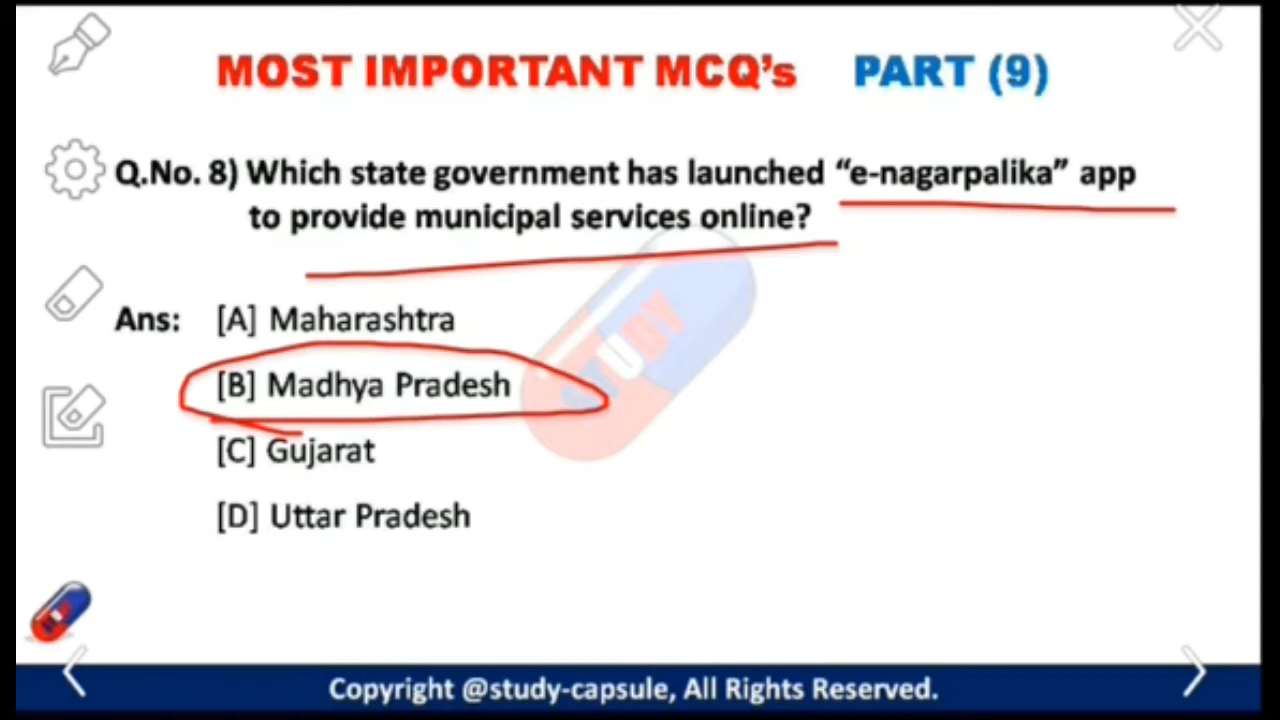 MOST IMPORTANT MCQ’s PART (9)
Q.No. 8) Which state government has launched “e-nagarpalika” app
to provide municipal services online?
STUDY
Ans: [A] Maharashtra
[B] Madhya Pradesh
[C] Gujarat
[D] Uttar Pradesh
Copyright @study-capsule, All Rights Reserved.